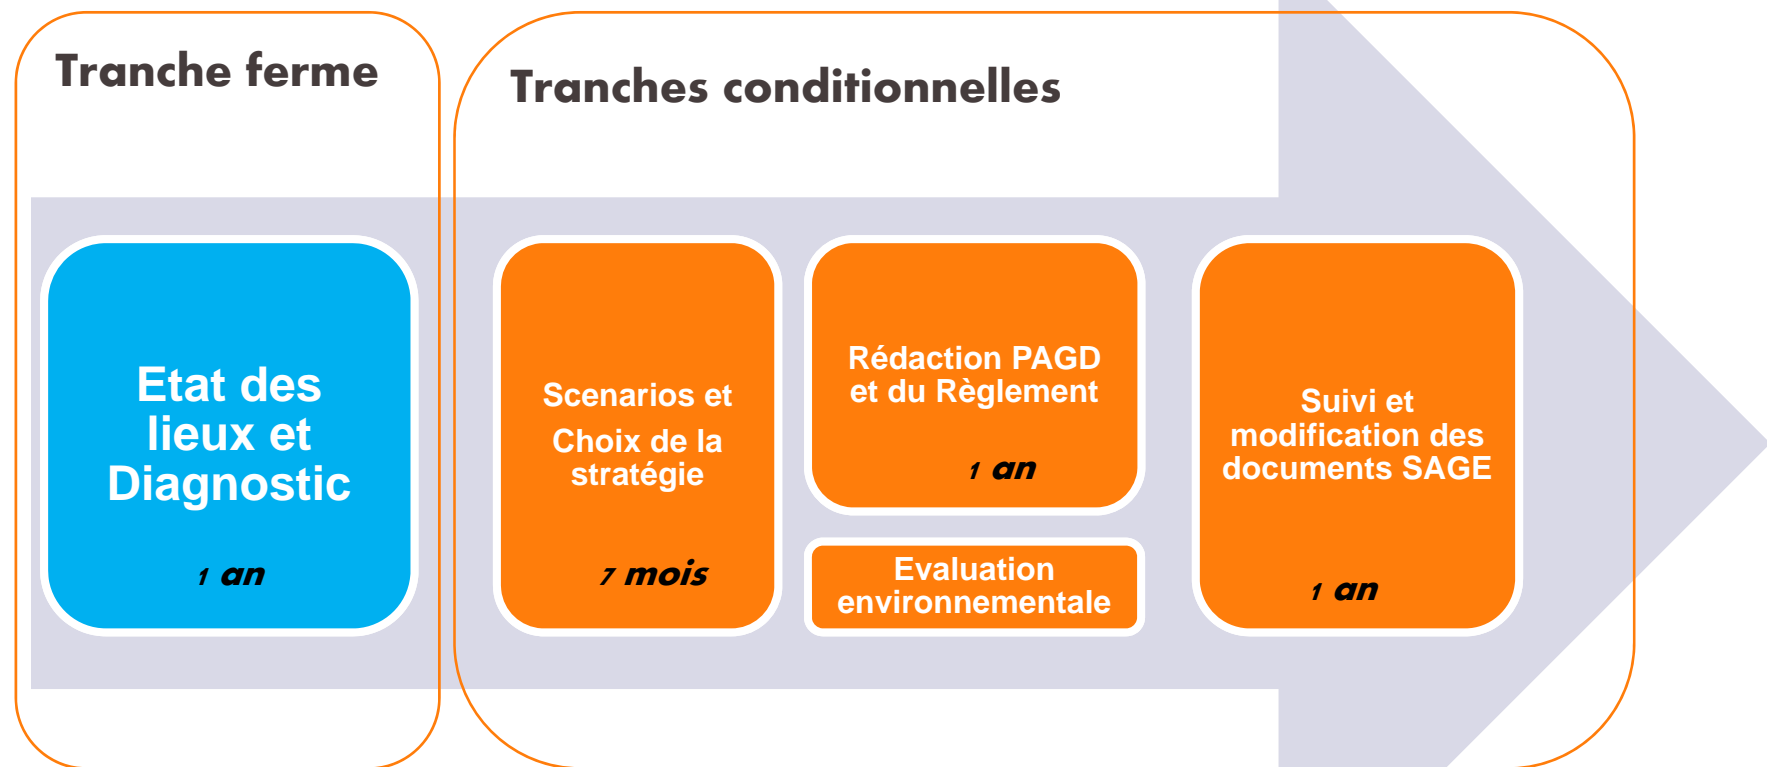 Tranche ferme
Tranches conditionnelles
Etat des
lieux et
Diagnostic
1 an
Scenarios et
Choix de la
stratégie
7 mois
Rédaction PAGD
et du Règlement
1 an
Evaluation
environnementale
Suivi et
modification des
documents SAGE
1 an